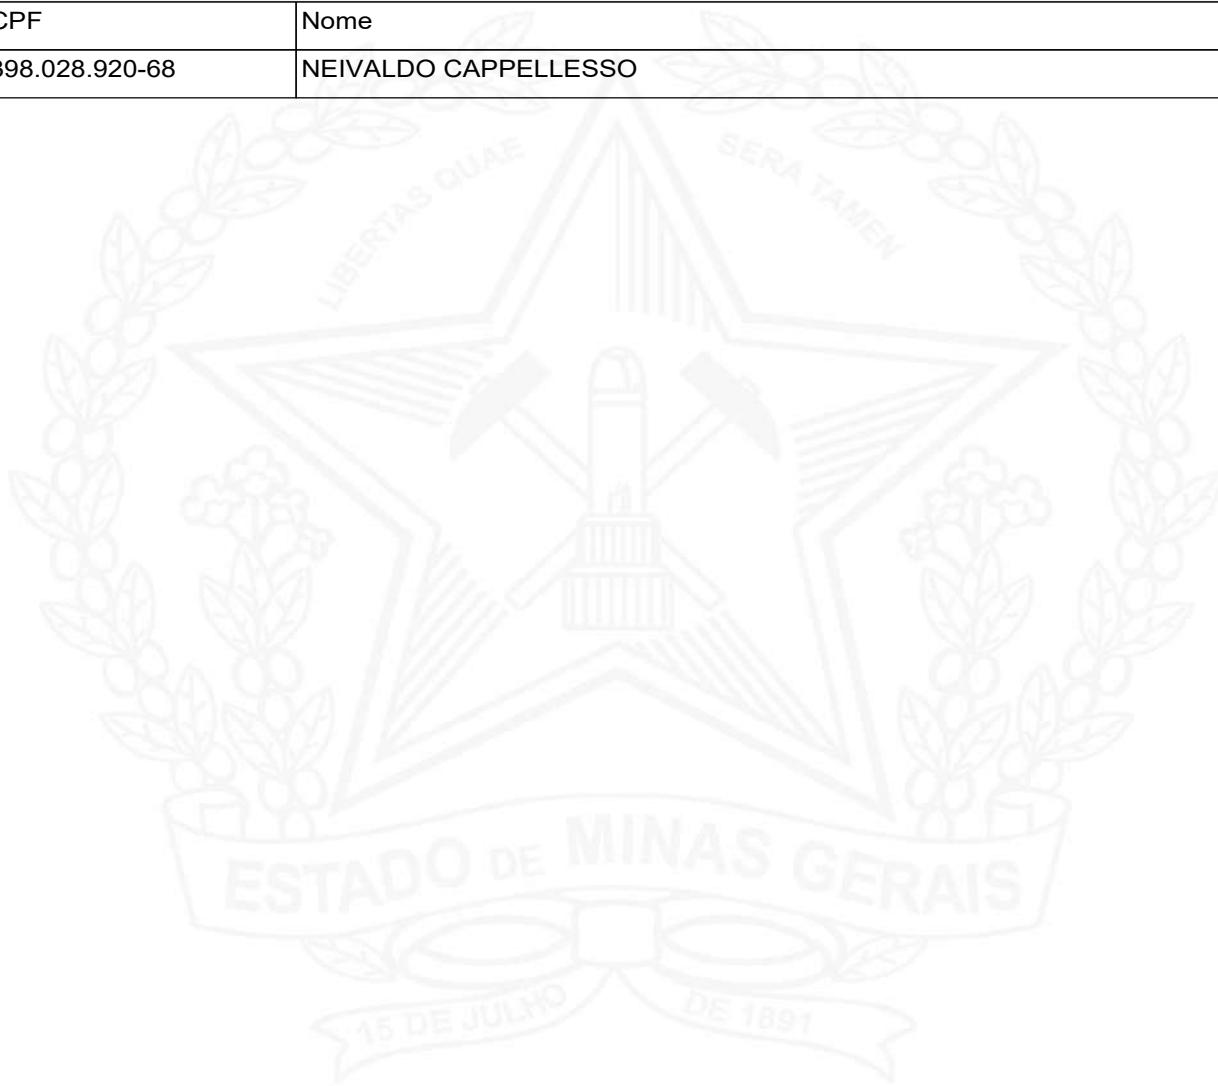 CPF Nome
398.028.920-68 NEIVALDO CAPPELLESSO
LIBERTAS QUAE SERA TAMEN
ESTADO DE MINAS GERAIS
15 DE JULHO DE 1891